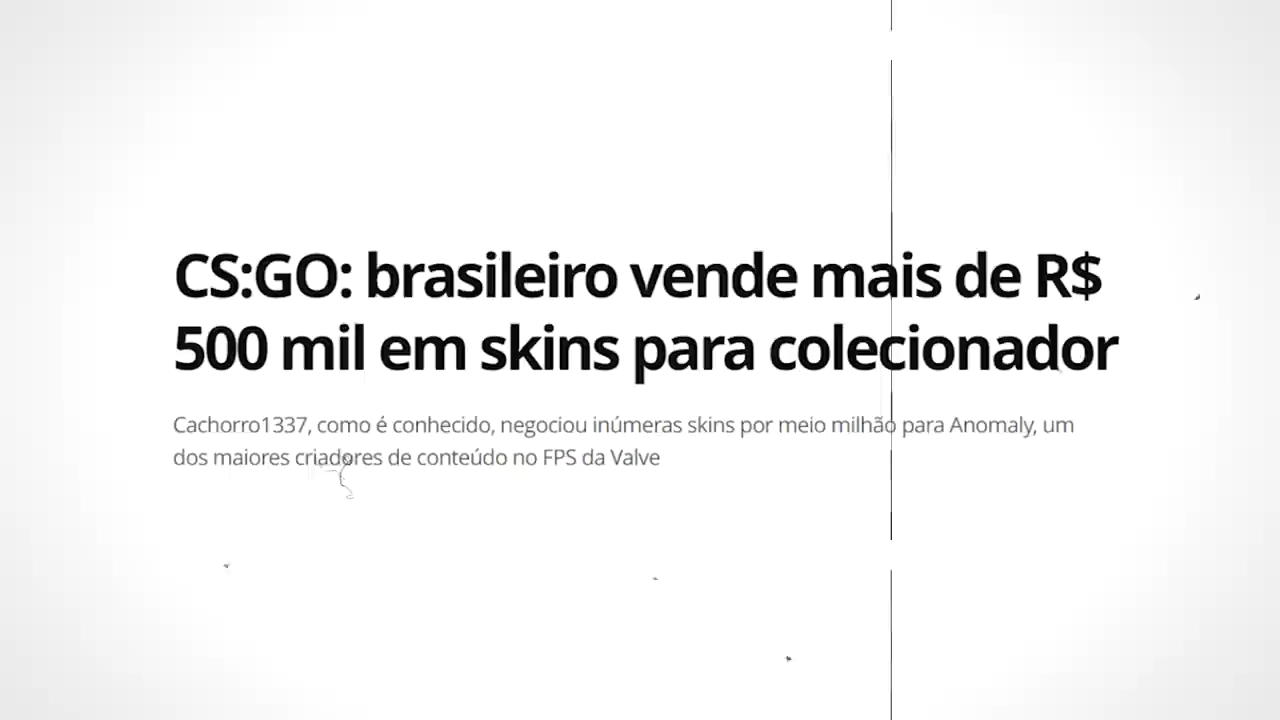 CS:GO: brasileiro vende mais de R$
500 mil em skins para colecionador
Cachorro1337, como é conhecido, negociou inúmeras skins por meio milhão para Anomaly, um
dos maiores criadores de conteúdo no FPS da Valve